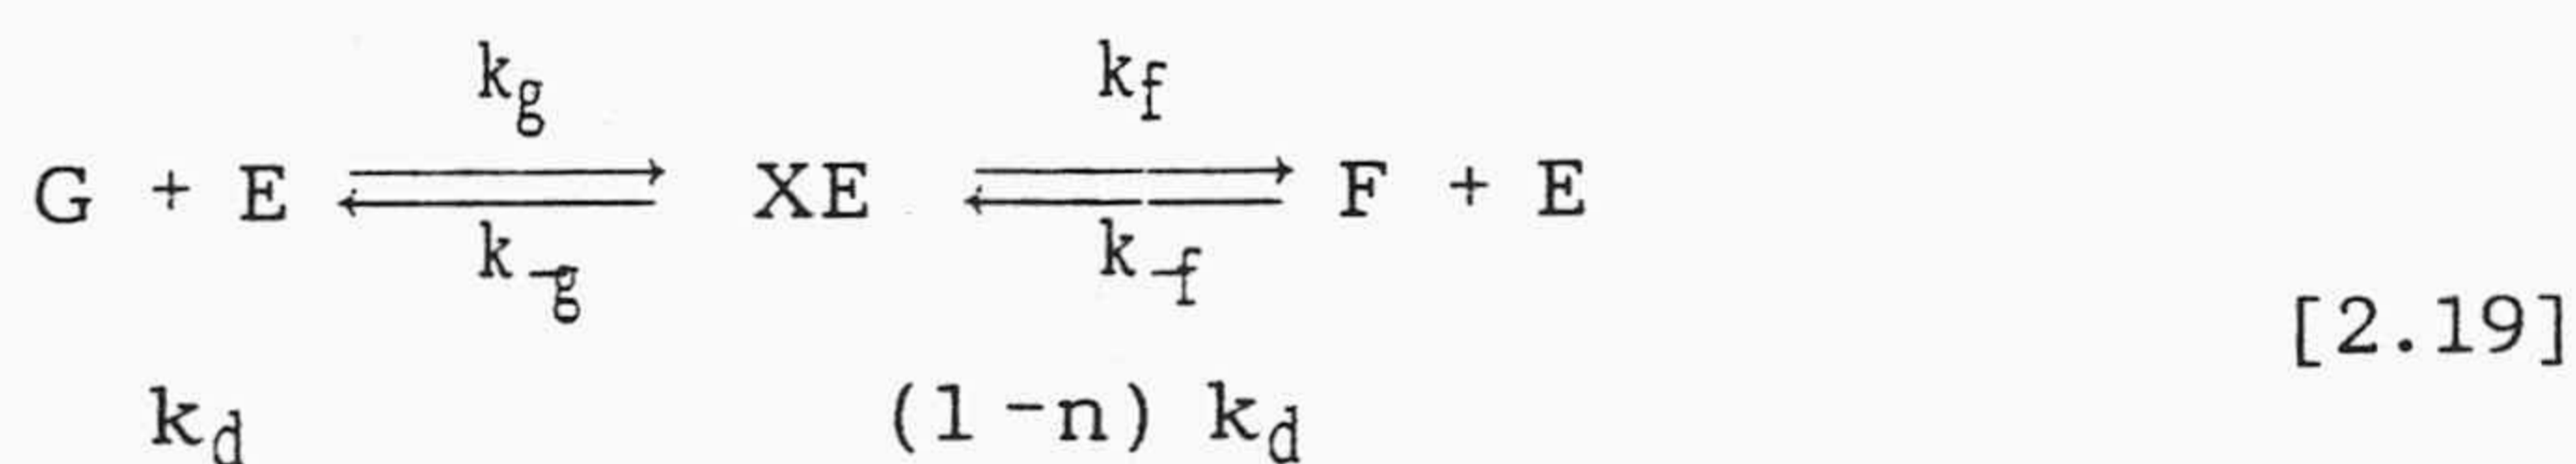 kg kf
G + E ⇌ XE ⇌ F + E
k-g k-f
[2.19]
kd (1-n) kd